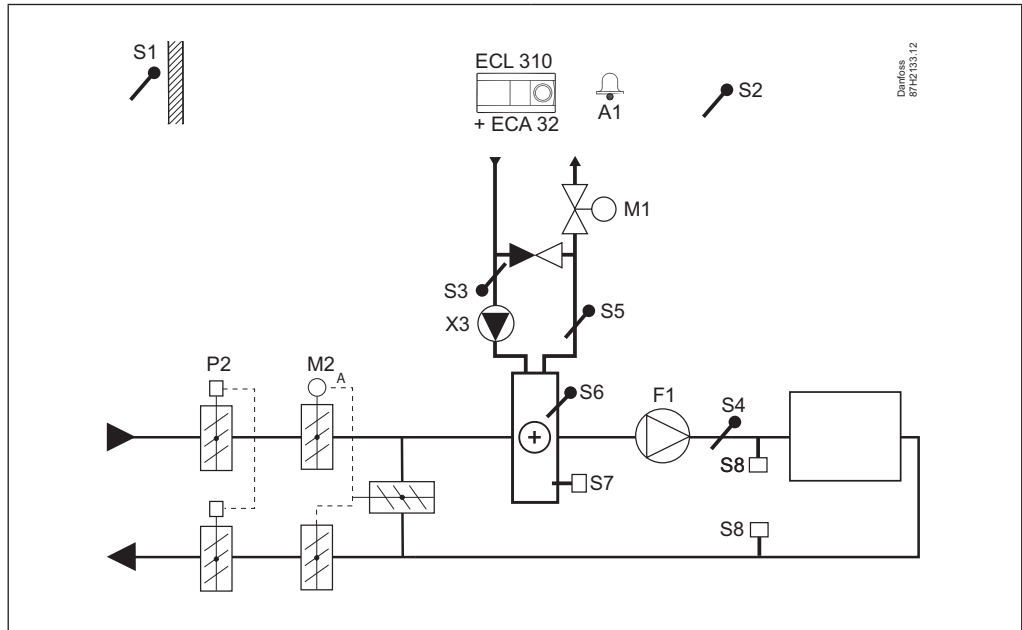 S1
ECL 310
+ ECA 32
A1
S2
Danfoss
87H2133.12
M1
S3
S5
X3
P2
M2
A
S6
F1
S4
S8
S7
S8